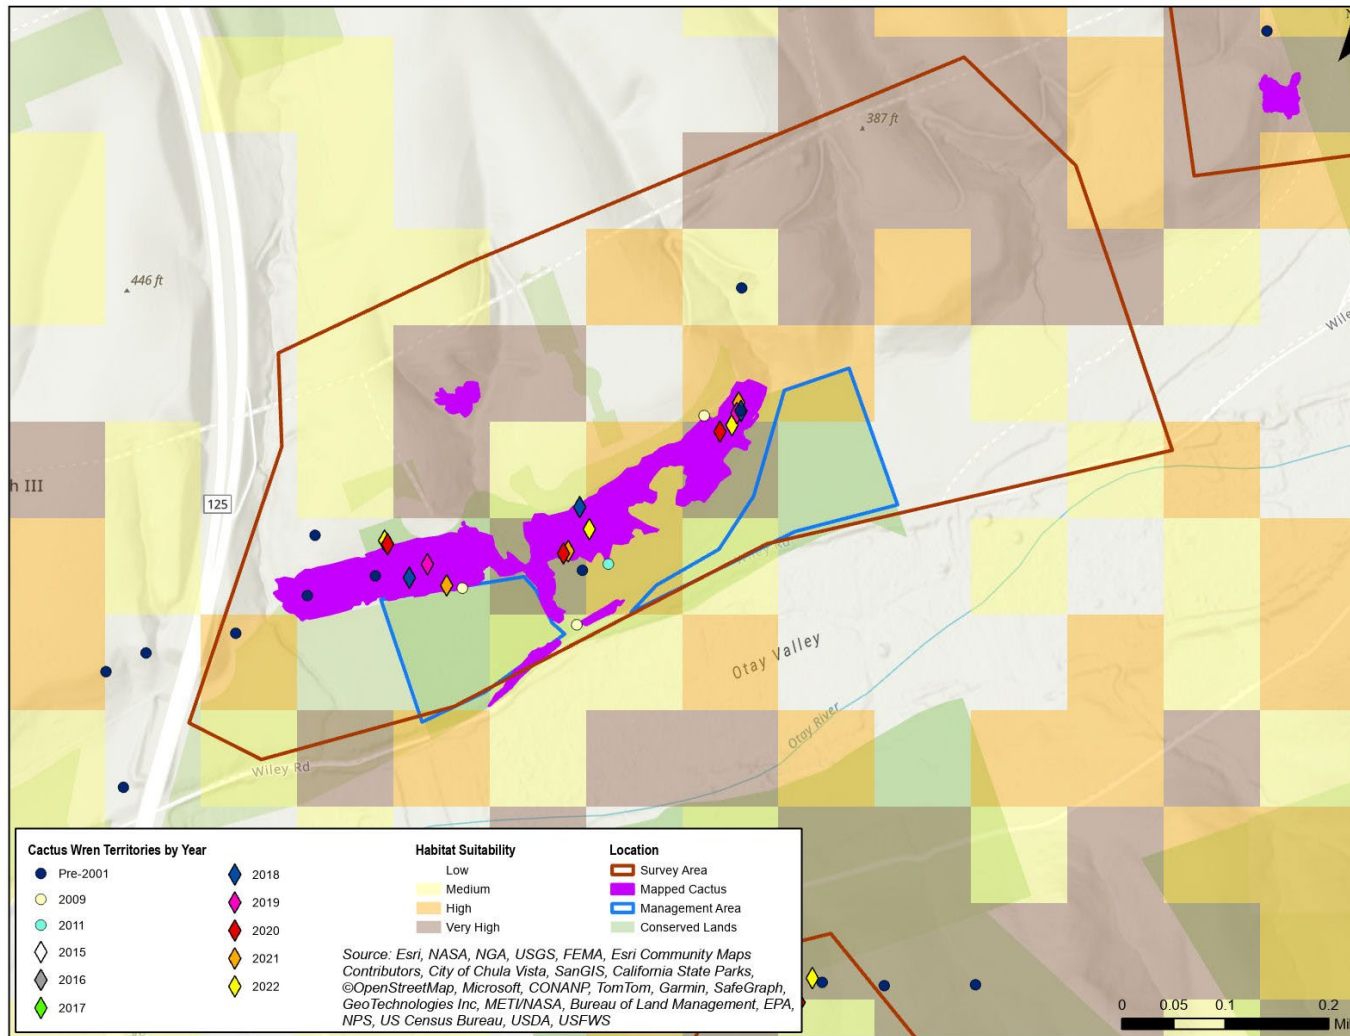 N
387 ft
446 ft
Wile
h III
125
Wiley Rd
Otay Valley
Otay River
Wiley Rd
Cactus Wren Territories by Year
Pre-2001
2009
2011
2015
2016
2017
2018
2019
2020
2021
2022
Habitat Suitability
Low
Medium
High
Very High
Location
Survey Area
Mapped Cactus
Management Area
Conserved Lands
Source: Esri, NASA, NGA, USGS, FEMA, Esri Community Maps
Contributors, City of Chula Vista, SanGIS, California State Parks,
©OpenStreetMap, Microsoft, CONANP, TomTom, Garmin, SafeGraph,
GeoTechnologies Inc, METI/NASA, Bureau of Land Management, EPA,
NPS, US Census Bureau, USDA, USFWS
0 0.05 0.1 0.2
Mil